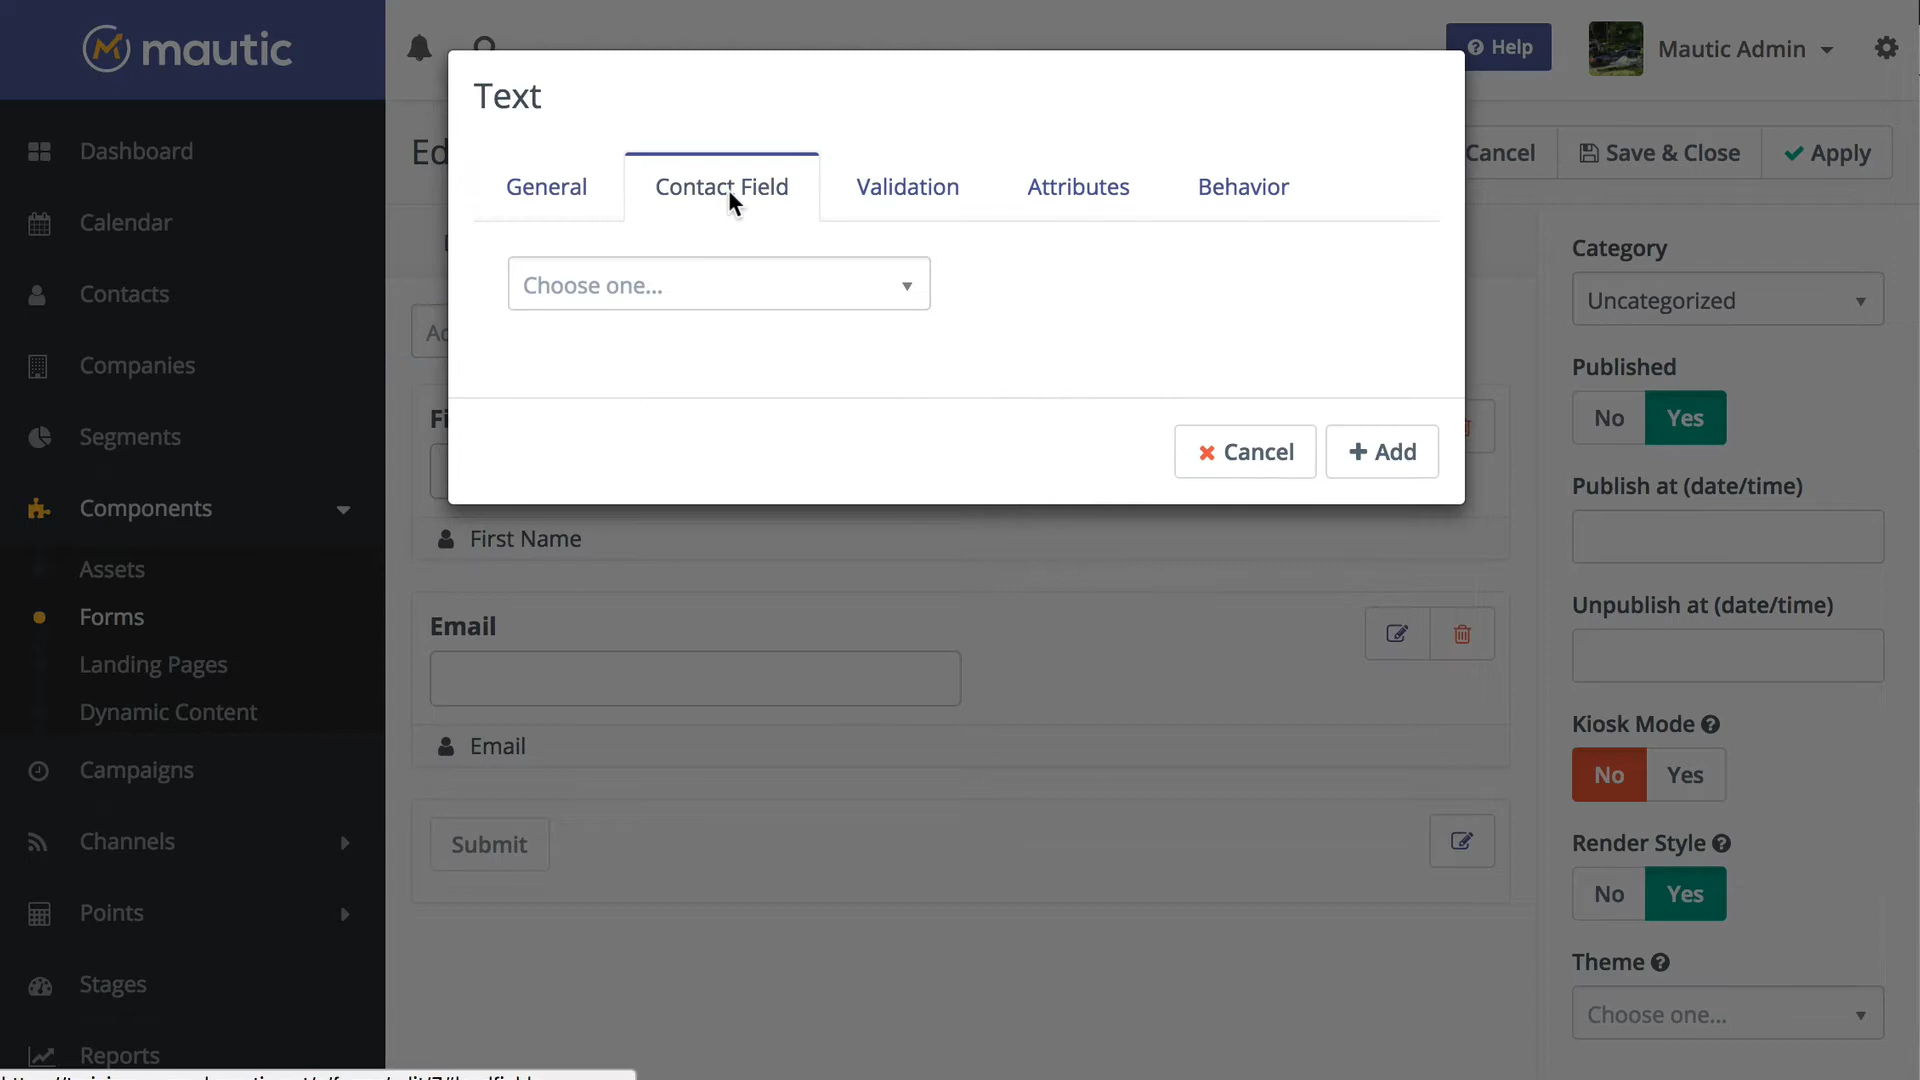 mautic
Help
Mautic Admin
Text
Ed
Cancel
Save & Close
Apply
General
Contact Field
Validation
Attributes
Behavior
Choose one...
Cancel
Add
Dashboard
Calendar
Contacts
Companies
Segments
Components
Assets
Forms
Landing Pages
Dynamic Content
Campaigns
Channels
Points
Stages
Reports
Ad
Fi
First Name
Email
Email
Submit
Category
Uncategorized
Published
No Yes
Publish at (date/time)
Unpublish at (date/time)
Kiosk Mode
No Yes
Render Style
No Yes
Theme
Choose one...